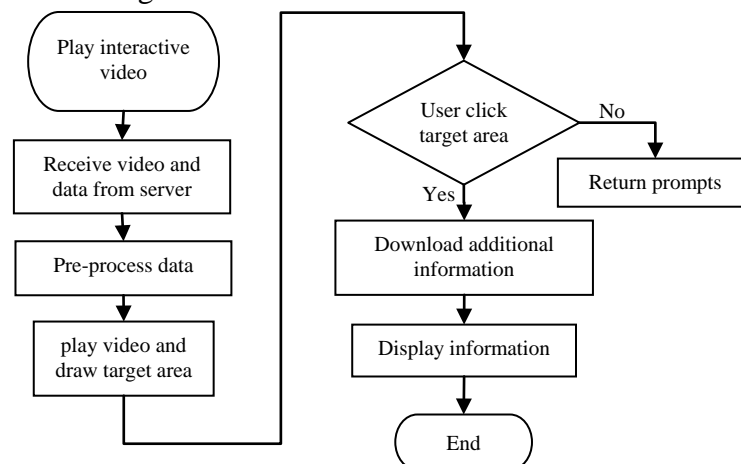 Play interactive
video
Receive video and
data from server
Pre-process data
play video and
draw target area
User click
target area
No
Return prompts
Yes
Download additional
information
Display information
End